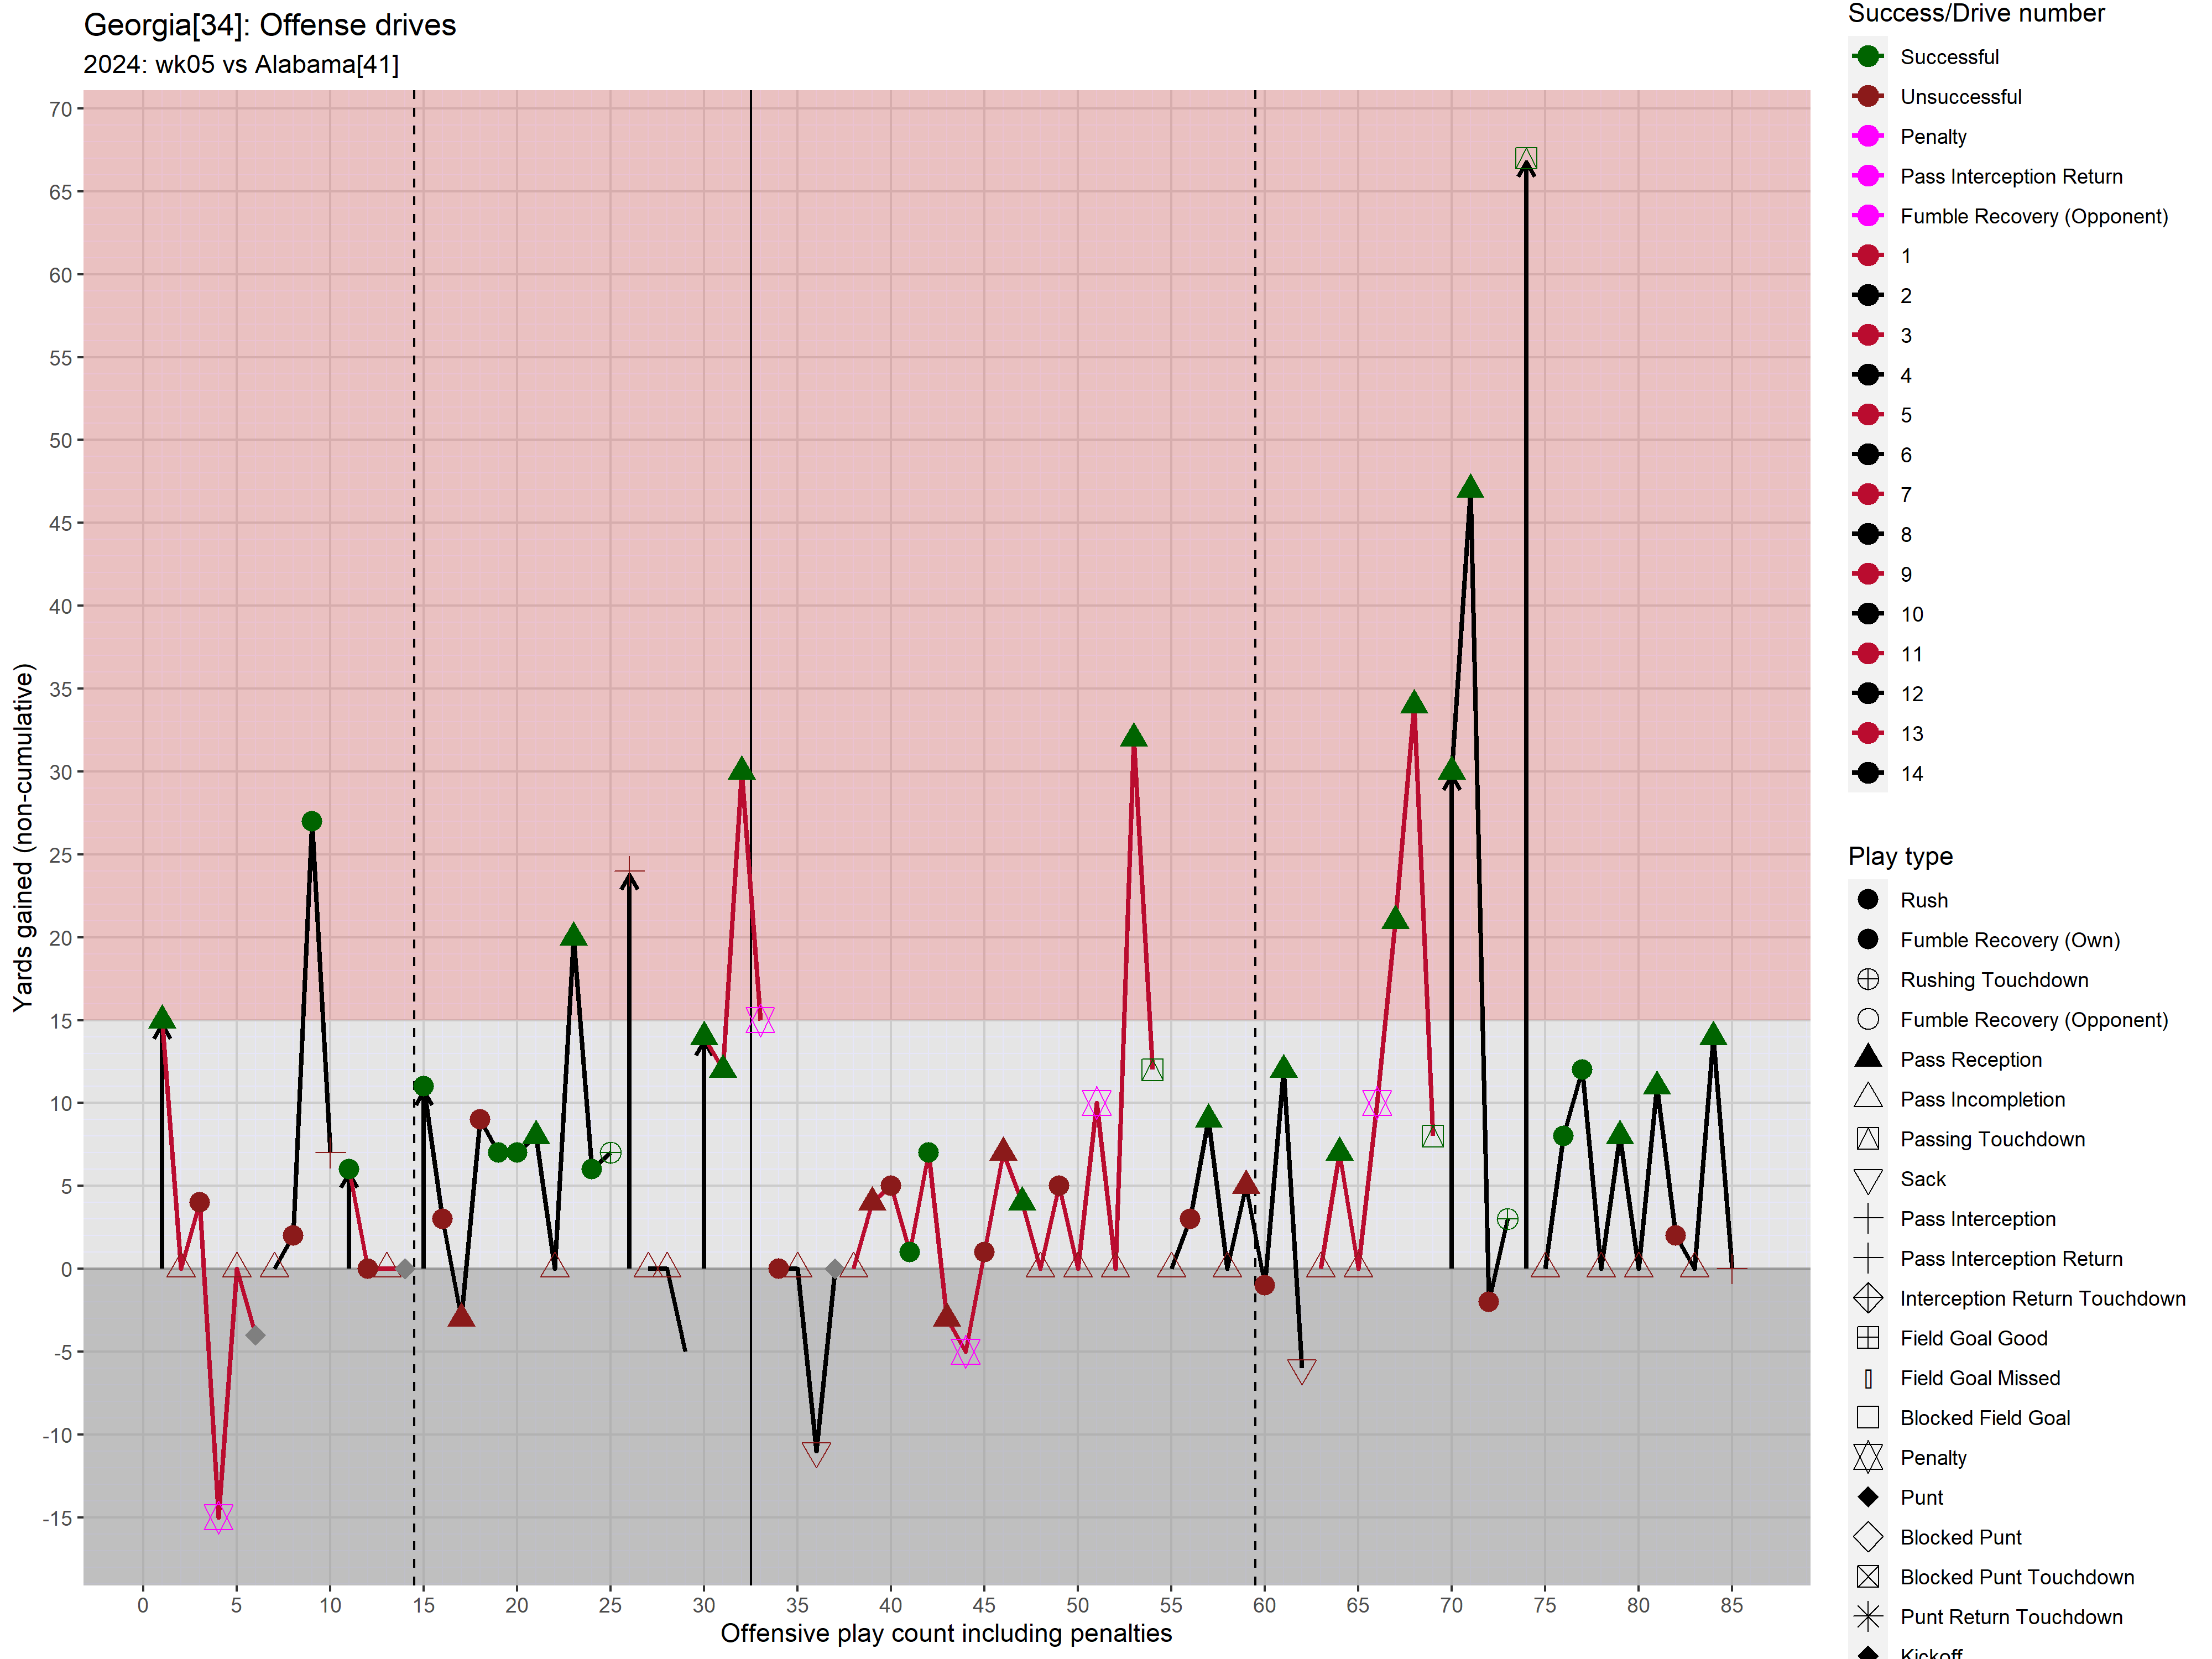 Georgia[34]: Offense drives
2024: wk05 vs Alabama[41]
Yards gained (non-cumulative)
70
65
60
55
50
45
40
35
30
25
20
15
10
5
0
-5
-10
-15
0 5 10 15 20 25 30 35 40 45 50 55 60 65 70 75 80 85
Offensive play count including penalties
Success/Drive number
Successful
Unsuccessful
Penalty
Pass Interception Return
Fumble Recovery (Opponent)
1
2
3
4
5
6
7
8
9
10
11
12
13
14
Play type
Rush
Fumble Recovery (Own)
Rushing Touchdown
Fumble Recovery (Opponent)
Pass Reception
Pass Incompletion
Passing Touchdown
Sack
Pass Interception
Pass Interception Return
Interception Return Touchdown
Field Goal Good
Field Goal Missed
Blocked Field Goal
Penalty
Punt
Blocked Punt
Blocked Punt Touchdown
Punt Return Touchdown
Kickoff